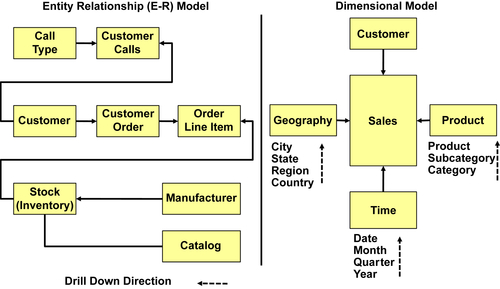 Entity Relationship (E-R) Model
Call
Type
Customer
Calls
Customer
Customer
Order
Order
Line Item
Stock
(Inventory)
Manufacturer
Catalog
Drill Down Direction
Dimensional Model
Customer
Geography
Sales
Product
City
State
Region
Country
Product
Subcategory
Category
Time
Date
Month
Quarter
Year